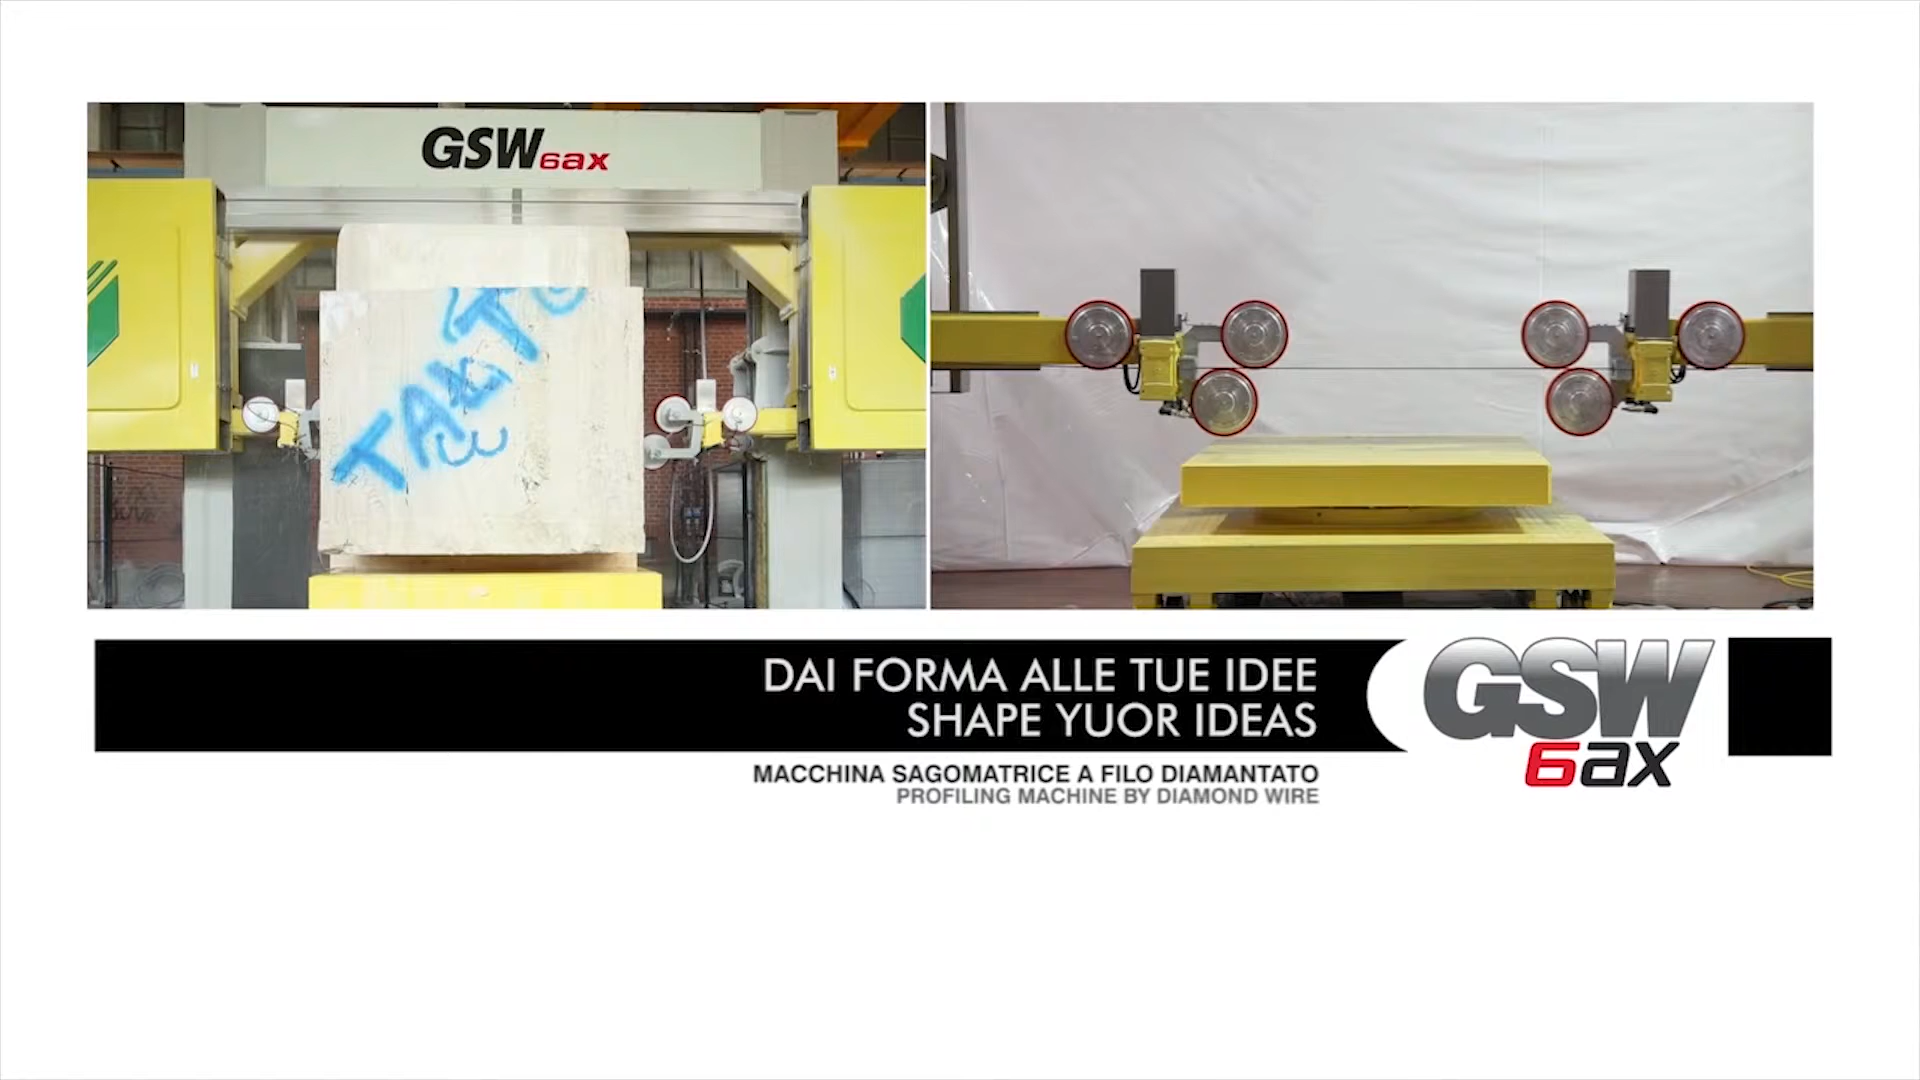 GSW6ax
DAI FORMA ALLE TUE IDEE
SHAPE YUOR IDEAS
GSW
6ax
MACCHINA SAGOMATRICE A FILO DIAMANTATO
PROFILING MACHINE BY DIAMOND WIRE